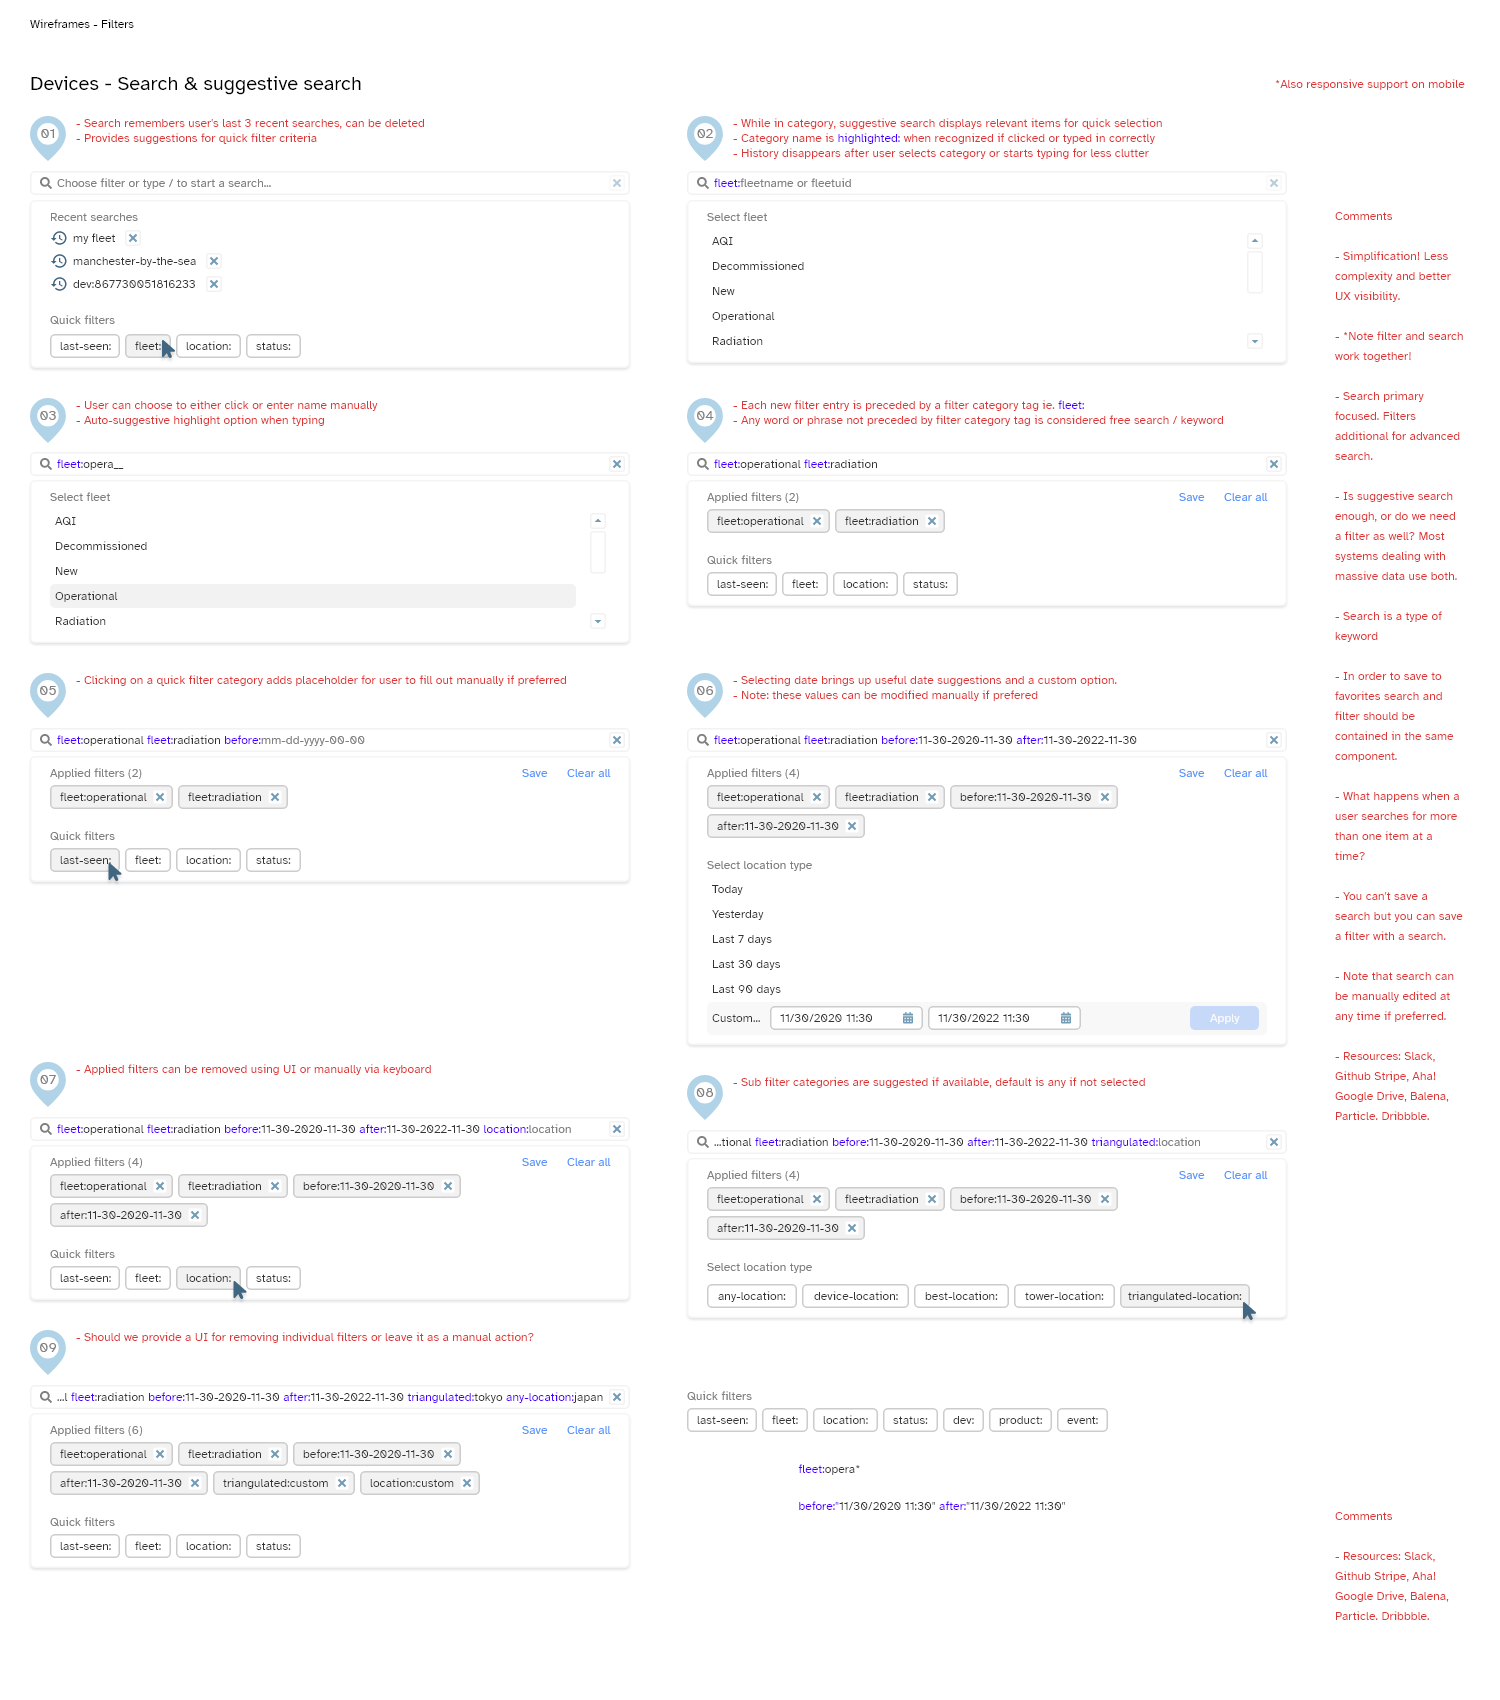 Wireframes - Filters
Devices - Search & suggestive search
*Also responsive support on mobile
01
- Search remembers user's last 3 recent searches, can be deleted
- Provides suggestions for quick filter criteria
Choose filter or type / to start a search...
Recent searches
my fleet
manchester-by-the-sea
dev:867730051816233
Quick filters
last-seen: fleet: location: status:
02
- While in category, suggestive search displays relevant items for quick selection
- Category name is highlighted: when recognized if clicked or typed in correctly
- History disappears after user selects category or starts typing for less clutter
fleet:fleetname or fleetuid
Select fleet
AQI
Decommissioned
New
Operational
Radiation
03
- User can choose to either click or enter name manually
- Auto-suggestive highlight option when typing
fleet:opera__
Select fleet
AQI
Decommissioned
New
Operational
Radiation
04
- Each new filter entry is preceded by a filter category tag ie. fleet:
- Any word or phrase not preceded by filter category tag is considered free search / keyword
fleet:operational fleet:radiation
Applied filters (2) Save Clear all
fleet:operational fleet:radiation
Quick filters
last-seen: fleet: location: status:
05
- Clicking on a quick filter category adds placeholder for user to fill out manually if preferred
fleet:operational fleet:radiation before:mm-dd-yyyy-00-00
Applied filters (2) Save Clear all
fleet:operational fleet:radiation
Quick filters
last-seen: fleet: location: status:
06
- Selecting date brings up useful date suggestions and a custom option.
- Note: these values can be modified manually if prefered
fleet:operational fleet:radiation before:11-30-2020-11-30 after:11-30-2022-11-30
Applied filters (4) Save Clear all
fleet:operational fleet:radiation before:11-30-2020-11-30
after:11-30-2020-11-30
Select location type
Today
Yesterday
Last 7 days
Last 30 days
Last 90 days
Custom... 11/30/2020 11:30 11/30/2022 11:30 Apply
07
- Applied filters can be removed using UI or manually via keyboard
fleet:operational fleet:radiation before:11-30-2020-11-30 after:11-30-2022-11-30 location:location
Applied filters (4) Save Clear all
fleet:operational fleet:radiation before:11-30-2020-11-30
after:11-30-2020-11-30
Quick filters
last-seen: fleet: location: status:
08
- Sub filter categories are suggested if available, default is any if not selected
...tional fleet:radiation before:11-30-2020-11-30 after:11-30-2022-11-30 triangulated:location
Applied filters (4) Save Clear all
fleet:operational fleet:radiation before:11-30-2020-11-30
after:11-30-2020-11-30
Select location type
any-location: device-location: best-location: tower-location: triangulated-location:
09
- Should we provide a UI for removing individual filters or leave it as a manual action?
...l fleet:radiation before:11-30-2020-11-30 after:11-30-2022-11-30 triangulated:tokyo any-location:japan
Applied filters (6) Save Clear all
fleet:operational fleet:radiation before:11-30-2020-11-30
after:11-30-2020-11-30 triangulated:custom location:custom
Quick filters
last-seen: fleet: location: status:
Quick filters
last-seen: fleet: location: status: dev: product: event:
fleet:opera*
before:"11/30/2020 11:30" after:"11/30/2022 11:30"
Comments
- Simplification! Less
complexity and better
UX visibility.
- *Note filter and search
work together!
- Search primary
focused. Filters
additional for advanced
search.
- Is suggestive search
enough, or do we need
a filter as well? Most
systems dealing with
massive data use both.
- Search is a type of
keyword
- In order to save to
favorites search and
filter should be
contained in the same
component.
- What happens when a
user searches for more
than one item at a
time?
- You can't save a
search but you can save
a filter with a search.
- Note that search can
be manually edited at
any time if preferred.
- Resources: Slack,
Github Stripe, Aha!
Google Drive, Balena,
Particle. Dribbble.
Comments
- Resources: Slack,
Github Stripe, Aha!
Google Drive, Balena,
Particle. Dribbble.